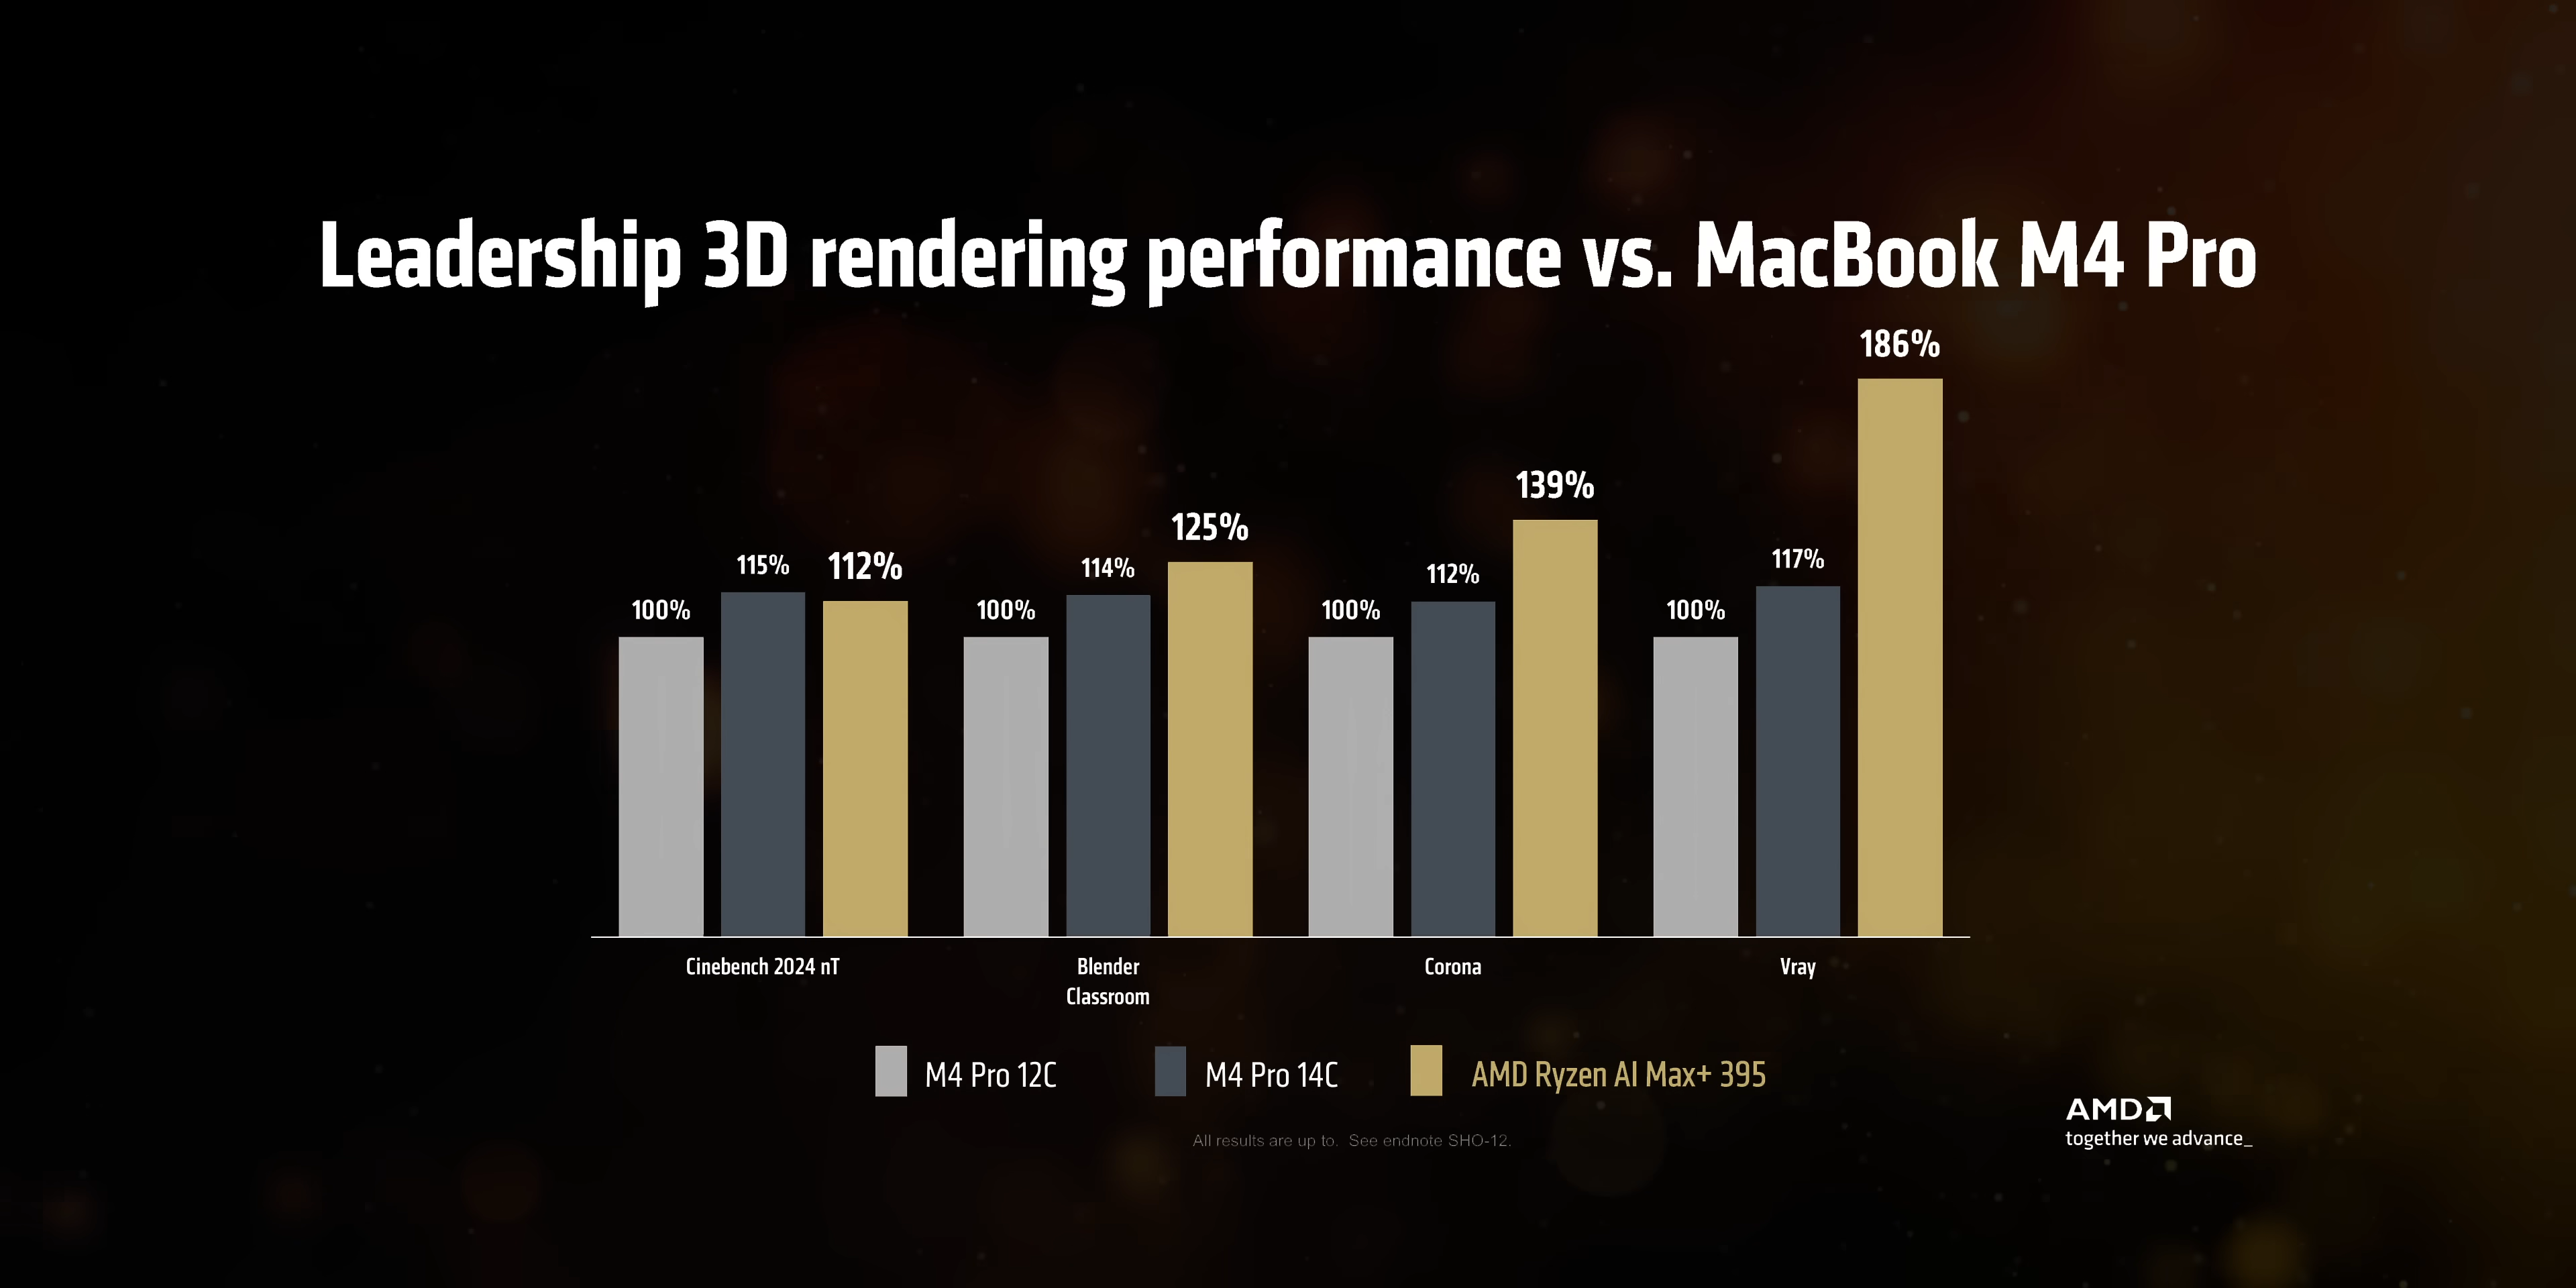 Leadership 3D rendering performance vs. MacBook M4 Pro
100%
115%
112%
100%
114%
125%
100%
112%
139%
100%
117%
186%
Cinebench 2024 nT
Blender
Classroom
Corona
Vray
M4 Pro 12C
M4 Pro 14C
AMD Ryzen AI Max+ 395
All results are up to. See endnote SHO-12.
AMD
together we advance_